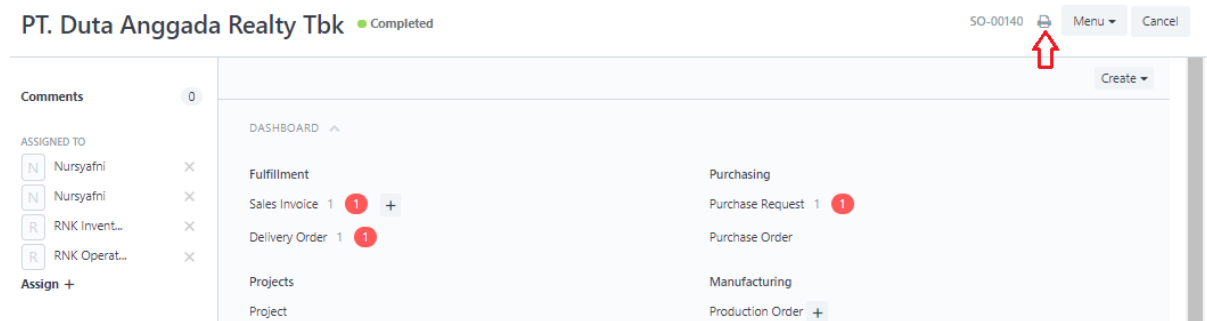 PT. Duta Anggada Realty Tbk Completed
SO-00140 Menu Cancel
Create
Comments 0
ASSIGNED TO
N Nursyafni
N Nursyafni
R RNK Invent...
R RNK Operat...
Assign +
DASHBOARD
Fulfillment
Sales Invoice 1 1 +
Delivery Order 1 1
Projects
Project
Purchasing
Purchase Request 1 1
Purchase Order
Manufacturing
Production Order +